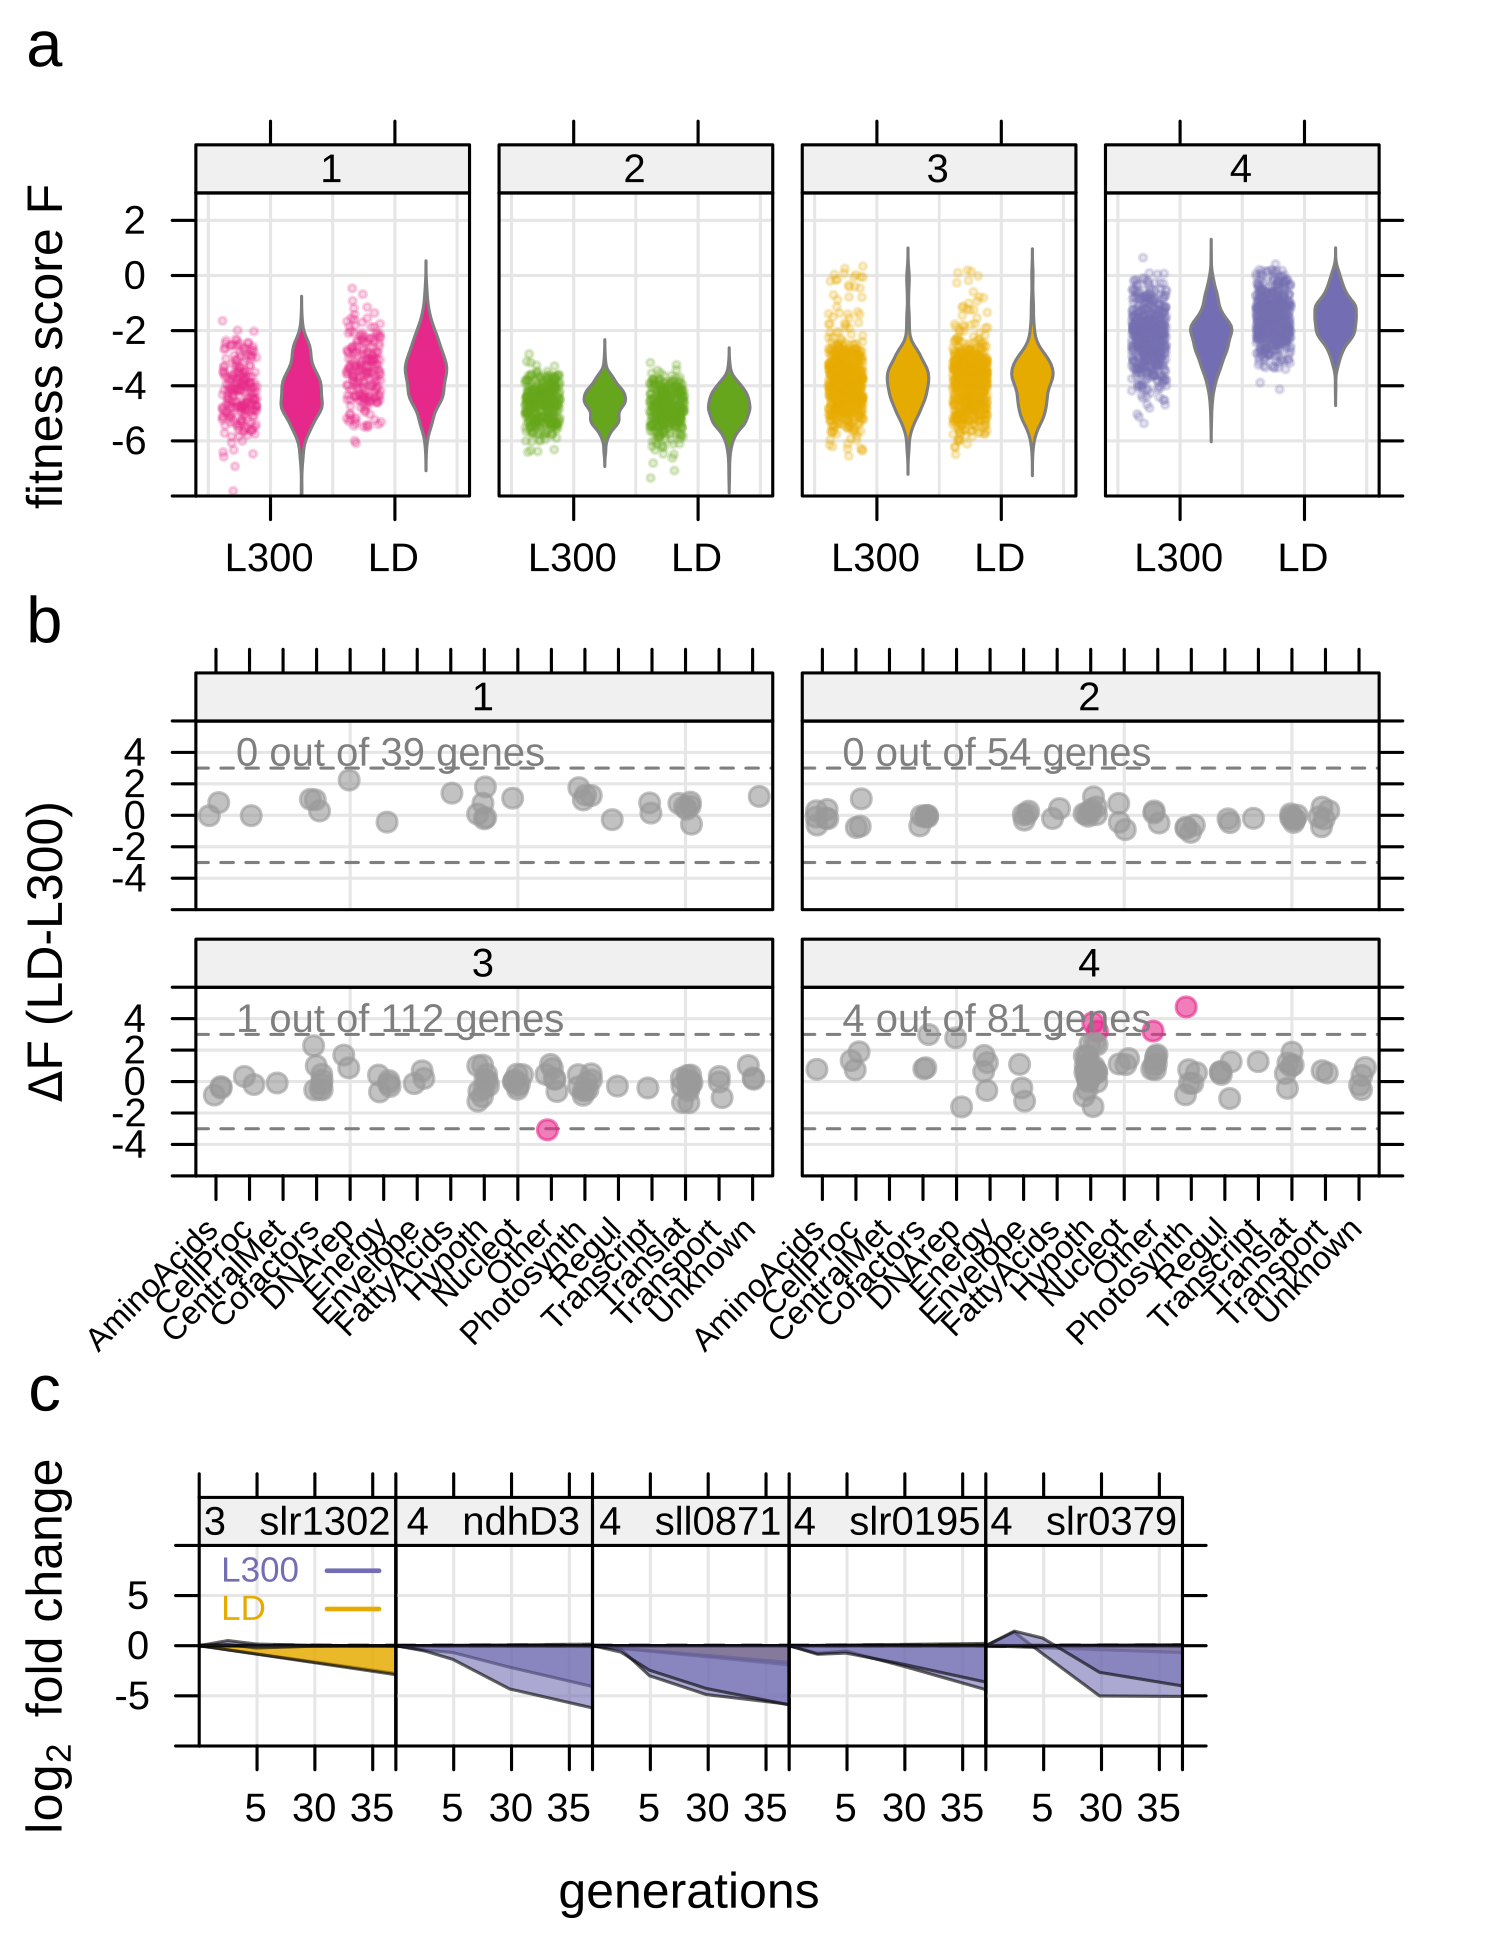 a
1 2 3 4
fitness score F
2
0
-2
-4
-6
L300 LD L300 LD L300 LD L300 LD
b
1 2
ΔF (LD-L300)
4
2
0
-2
-4
0 out of 39 genes
0 out of 54 genes
3 4
4
2
0
-2
-4
1 out of 112 genes
4 out of 81 genes
AminoAcids
CellProc
CentralMet
Cofactors
DNArep
Energy
Envelope
FattyAcids
Hypoth
Nucleot
Other
Photosynth
Regul
Transcript
Translat
Transport
Unknown
AminoAcids
CellProc
CentralMet
Cofactors
DNArep
Energy
Envelope
FattyAcids
Hypoth
Nucleot
Other
Photosynth
Regul
Transcript
Translat
Transport
Unknown
c
log₂ fold change
3 slr1302 4 ndhD3 4 sll0871 4 slr0195 4 slr0379
L300
LD
5
0
-5
5 30 35 5 30 35 5 30 35 5 30 35 5 30 35
generations